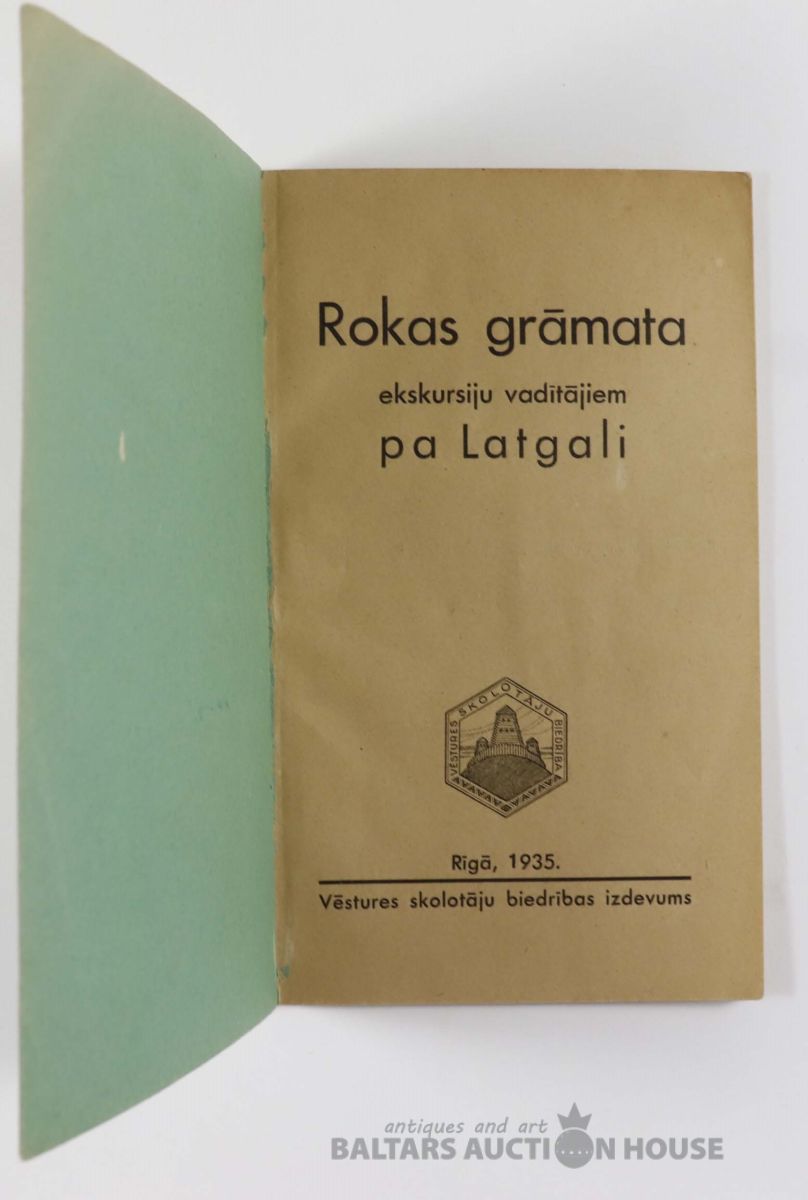 Rokas grāmata
ekskursiju vadītājiem
pa Latgali
VĒSTURES SKOLOTĀJU BIEDRĪBA
Rīgā, 1935.
Vēstures skolotāju biedrības izdevums
antiques and art
BALTARS AUCTION HOUSE